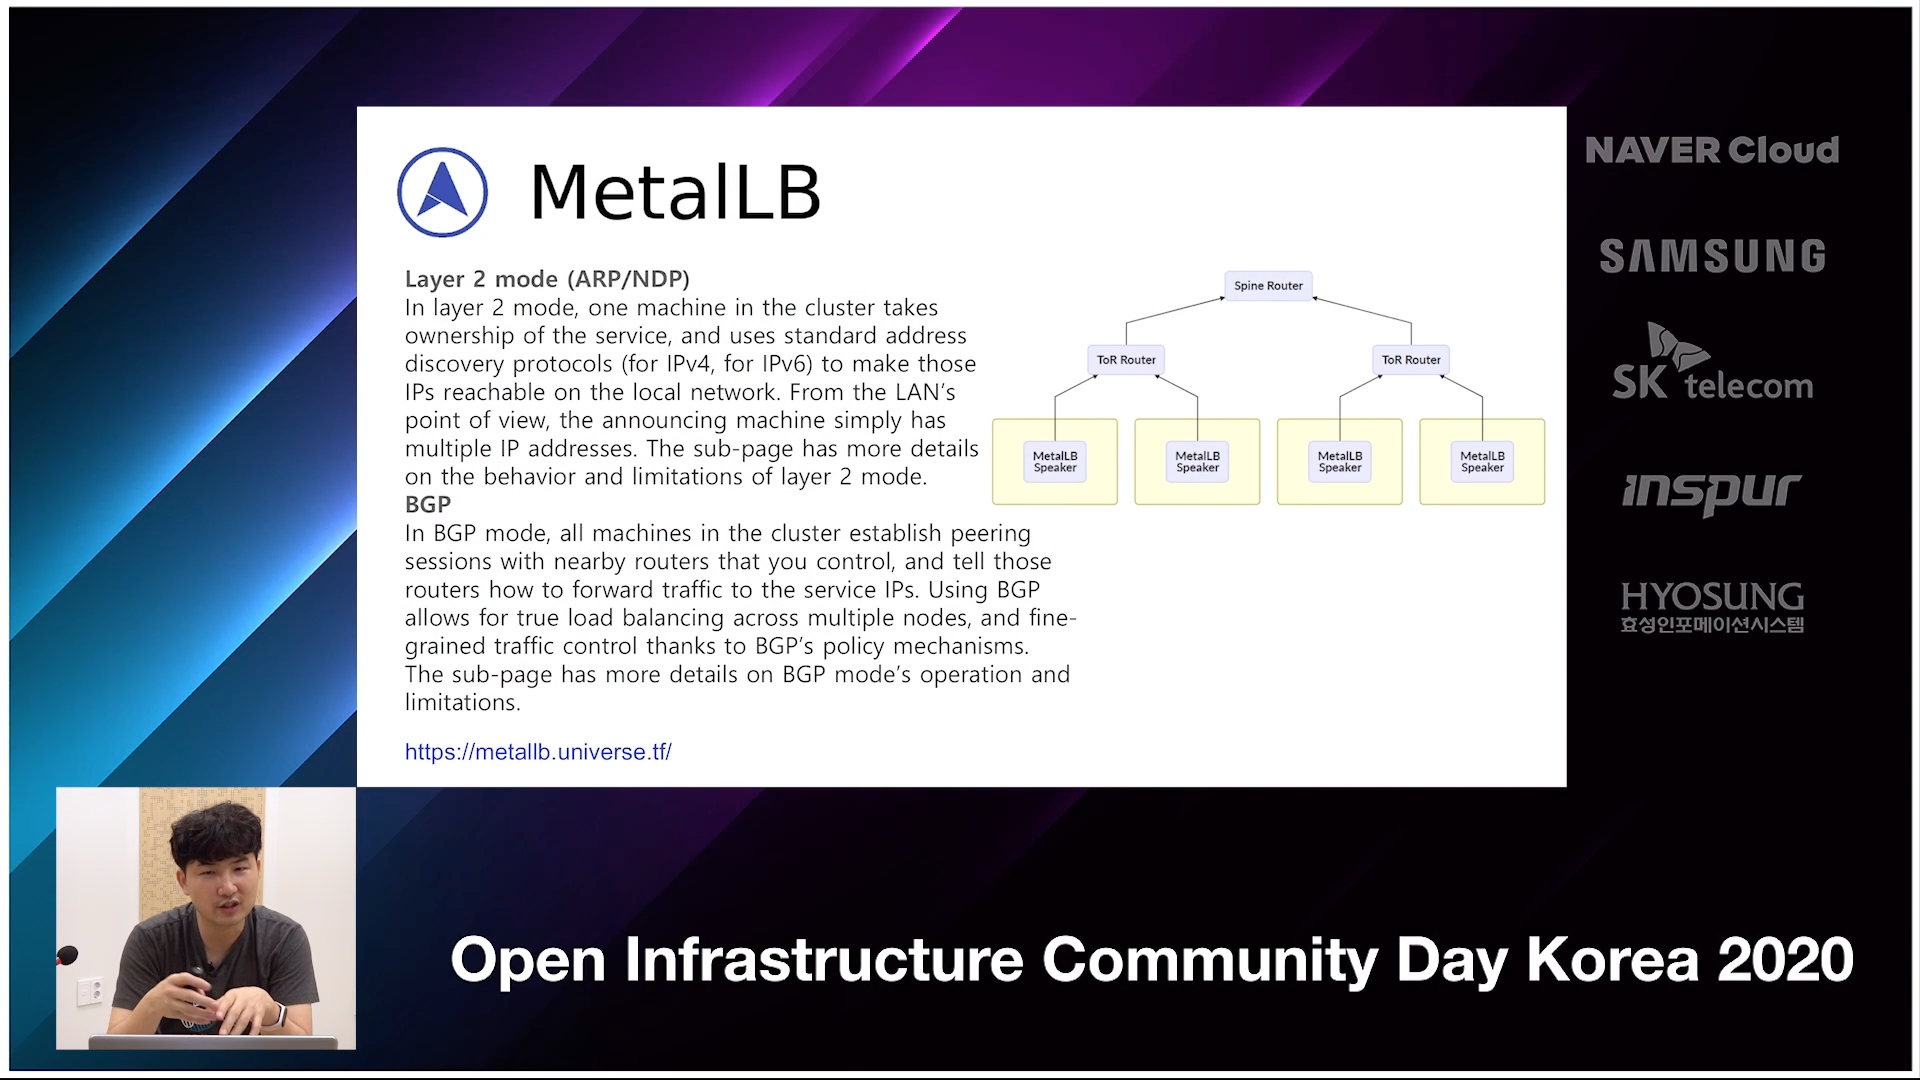 MetalLB
Layer 2 mode (ARP/NDP)
In layer 2 mode, one machine in the cluster takes
ownership of the service, and uses standard address
discovery protocols (for IPv4, for IPv6) to make those
IPs reachable on the local network. From the LAN’s
point of view, the announcing machine simply has
multiple IP addresses. The sub-page has more details
on the behavior and limitations of layer 2 mode.
BGP
In BGP mode, all machines in the cluster establish peering
sessions with nearby routers that you control, and tell those
routers how to forward traffic to the service IPs. Using BGP
allows for true load balancing across multiple nodes, and fine-
grained traffic control thanks to BGP’s policy mechanisms.
The sub-page has more details on BGP mode’s operation and
limitations.
https://metallb.universe.tf/
Spine Router
ToR Router
ToR Router
MetalLB
Speaker
MetalLB
Speaker
MetalLB
Speaker
MetalLB
Speaker
NAVER Cloud
SAMSUNG
SK telecom
inspur
HYOSUNG
효성인포메이션시스템
Open Infrastructure Community Day Korea 2020